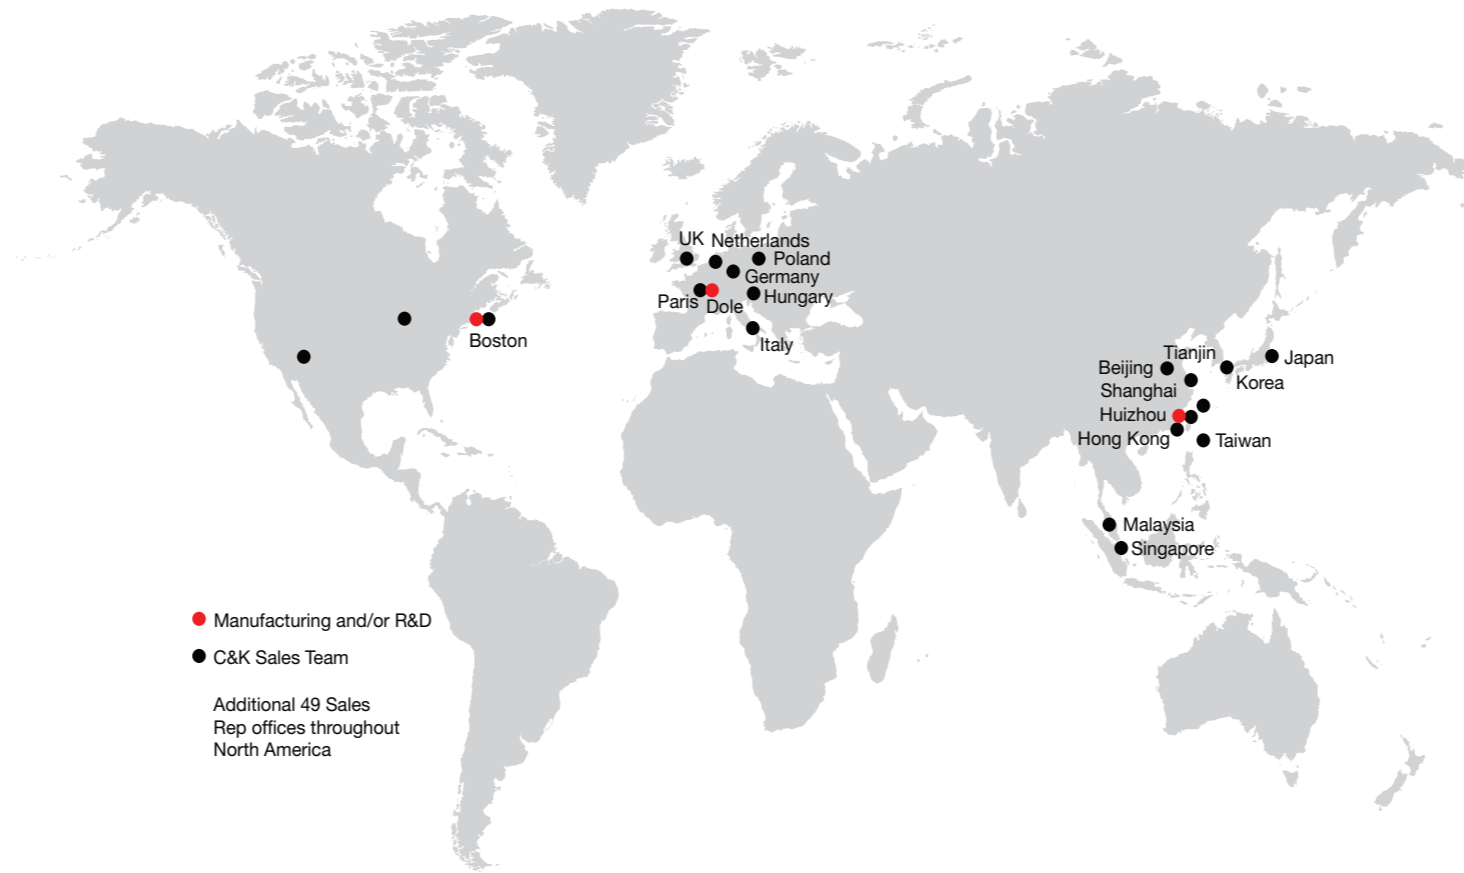 UK Netherlands
Poland
Germany
Paris Dole Hungary
Italy
Boston
Tianjin
Beijing
Japan
Shanghai
Korea
Huizhou
Hong Kong
Taiwan
Malaysia
Singapore
Manufacturing and/or R&D
C&K Sales Team
Additional 49 Sales
Rep offices throughout
North America